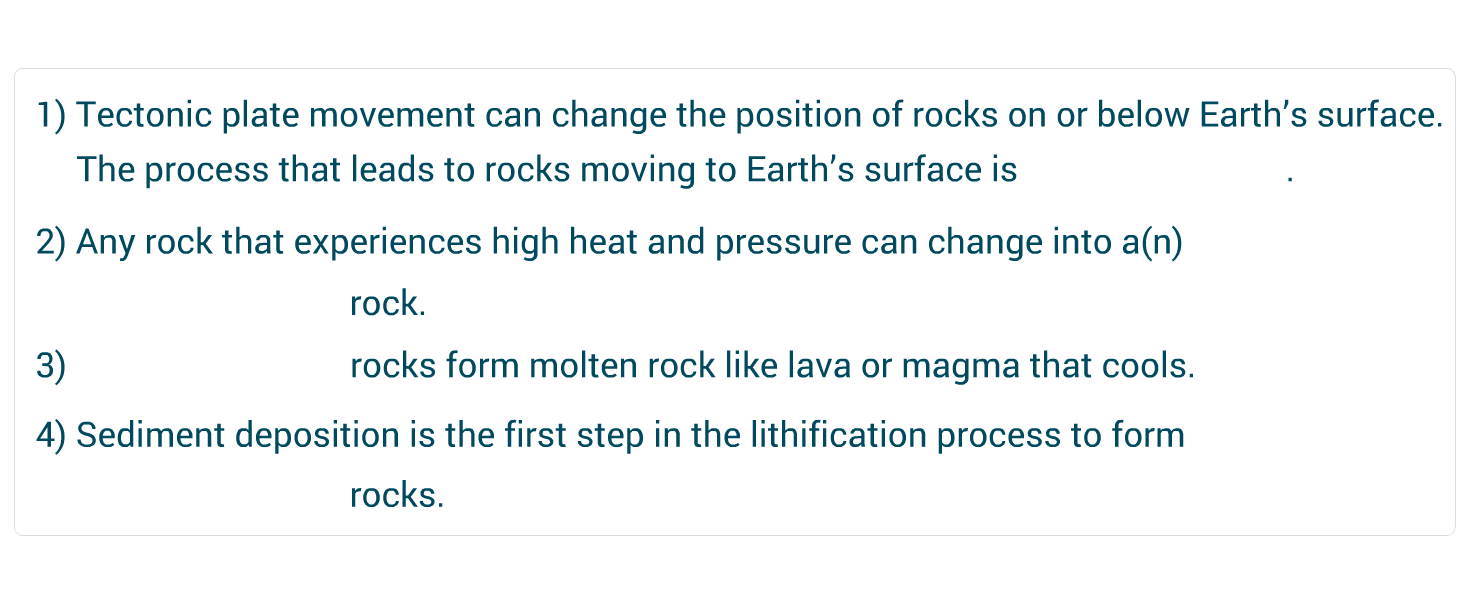 1) Tectonic plate movement can change the position of rocks on or below Earth's surface.
The process that leads to rocks moving to Earth's surface is .
2) Any rock that experiences high heat and pressure can change into a(n)
rock.
3) rocks form molten rock like lava or magma that cools.
4) Sediment deposition is the first step in the lithification process to form
rocks.